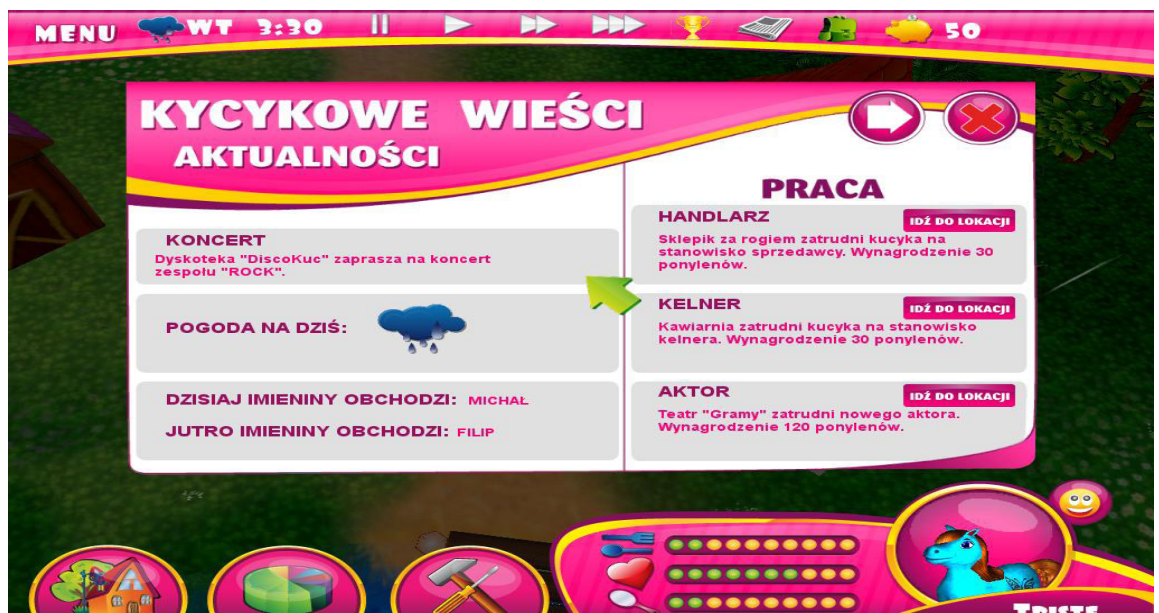 MENU WT 3:30 50
KYCYKOWE WIEŚCI
AKTUALNOŚCI
KONCERT
Dyskoteka "DiscoKuc" zaprasza na koncert
zespołu "ROCK".
POGODA NA DZIŚ:
DZISIAJ IMIENINY OBCHODZI: MICHAŁ
JUTRO IMIENINY OBCHODZI: FILIP
PRACA
HANDLARZ IDŹ DO LOKACJI
Sklepik za rogiem zatrudni kucyka na
stanowisko sprzedawcy. Wynagrodzenie 30
ponylenów.
KELNER IDŹ DO LOKACJI
Kawiarnia zatrudni kucyka na stanowisko
kelnera. Wynagrodzenie 30 ponylenów.
AKTOR IDŹ DO LOKACJI
Teatr "Gramy" zatrudni nowego aktora.
Wynagrodzenie 120 ponylenów.
TRISTE